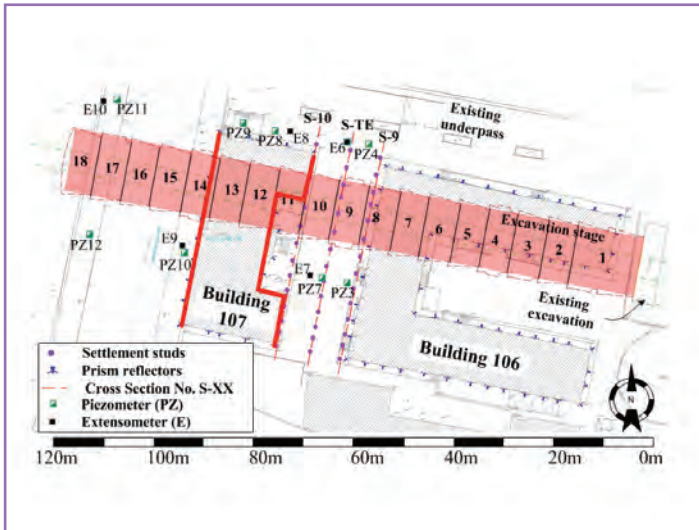 S-10
S-TE
S-9
Existing
underpass
E10 PZ11
PZ9
PZ8
E8
E6
PZ4
18 17 16 15 14 13 12 11 10 9 8 7 6 5 4 3 2 1
Excavation stage
PZ12
E9
PZ10
E7
PZ7
PZ3
Building
107
Existing
excavation
Building 106
Settlement studs
Prism reflectors
Cross Section No. S-XX
Piezometer (PZ)
Extensometer (E)
N
120m 100m 80m 60m 40m 20m 0m